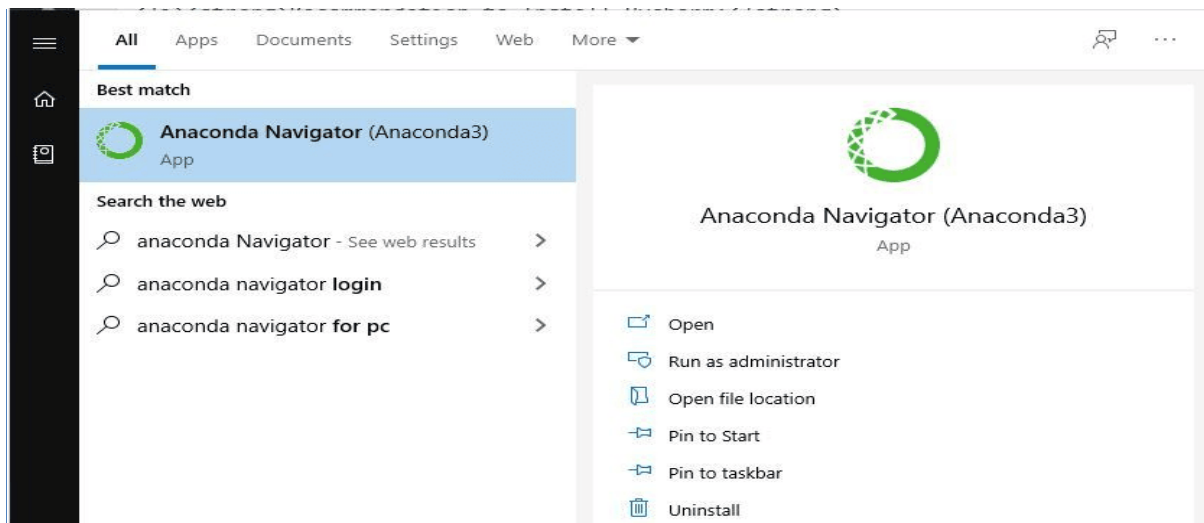 All Apps Documents Settings Web More
Best match
Anaconda Navigator (Anaconda3)
App
Search the web
anaconda Navigator - See web results
anaconda navigator login
anaconda navigator for pc
Anaconda Navigator (Anaconda3)
App
Open
Run as administrator
Open file location
Pin to Start
Pin to taskbar
Uninstall